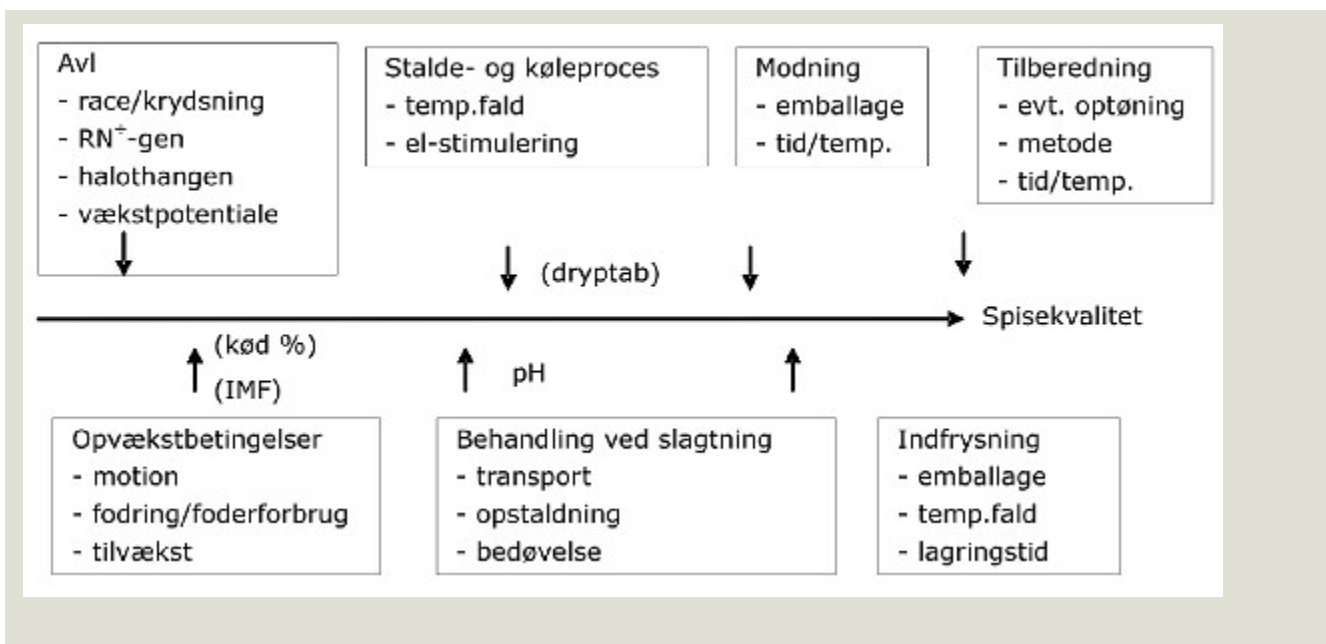 Avl
- race/krydsning
- RN⁺-gen
- halothangen
- vækstpotentiale
Stalde- og køleproces
- temp.fald
- el-stimulering
Modning
- emballage
- tid/temp.
Tilberedning
- evt. optøning
- metode
- tid/temp.
(dryptab)
Spisekvalitet
(kød %)
(IMF)
pH
Opvækstbetingelser
- motion
- fodring/foderforbrug
- tilvækst
Behandling ved slagtning
- transport
- opstaldning
- bedøvelse
Indfrysning
- emballage
- temp.fald
- lagringstid